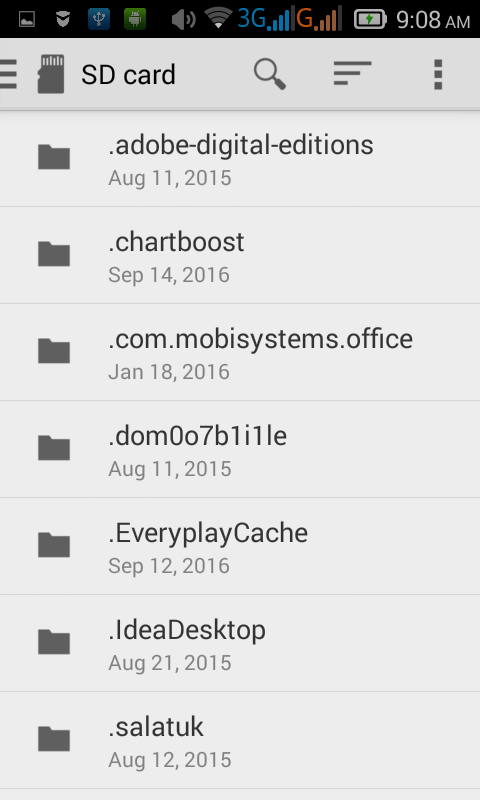 3G G 9:08 AM
SD card
.adobe-digital-editions
Aug 11, 2015
.chartboost
Sep 14, 2016
.com.mobisystems.office
Jan 18, 2016
.dom0o7b1i1le
Aug 11, 2015
.EveryplayCache
Sep 12, 2016
.IdeaDesktop
Aug 21, 2015
.salatuk
Aug 12, 2015